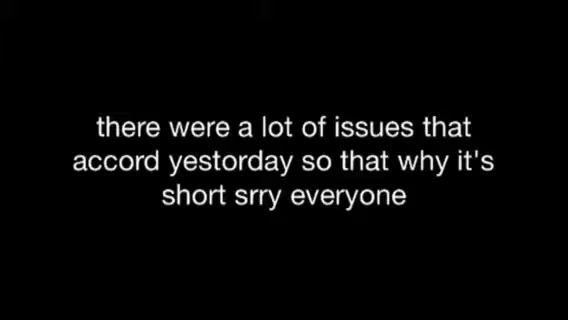 there were a lot of issues that
accord yestorday so that why it's
short srry everyone